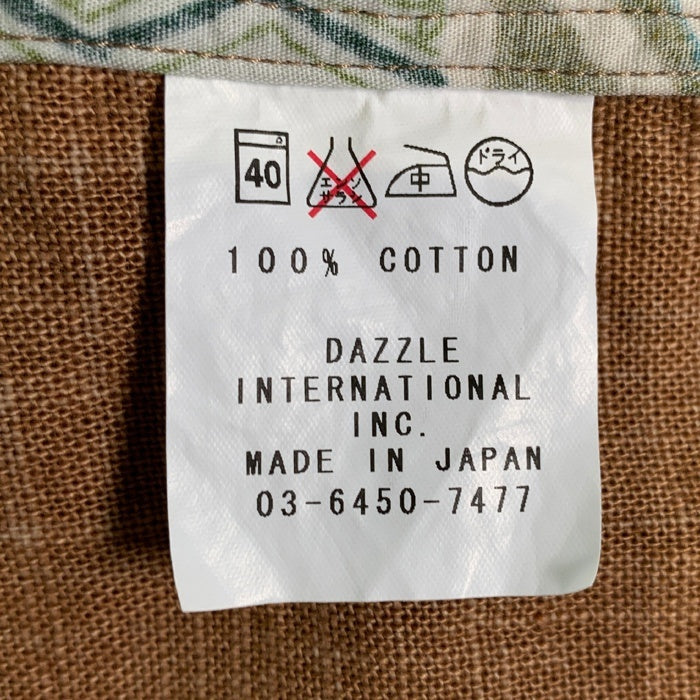 40 エンソ サラシ 中 ドライ
100% COTTON
DAZZLE
INTERNATIONAL
INC.
MADE IN JAPAN
03-6450-7477